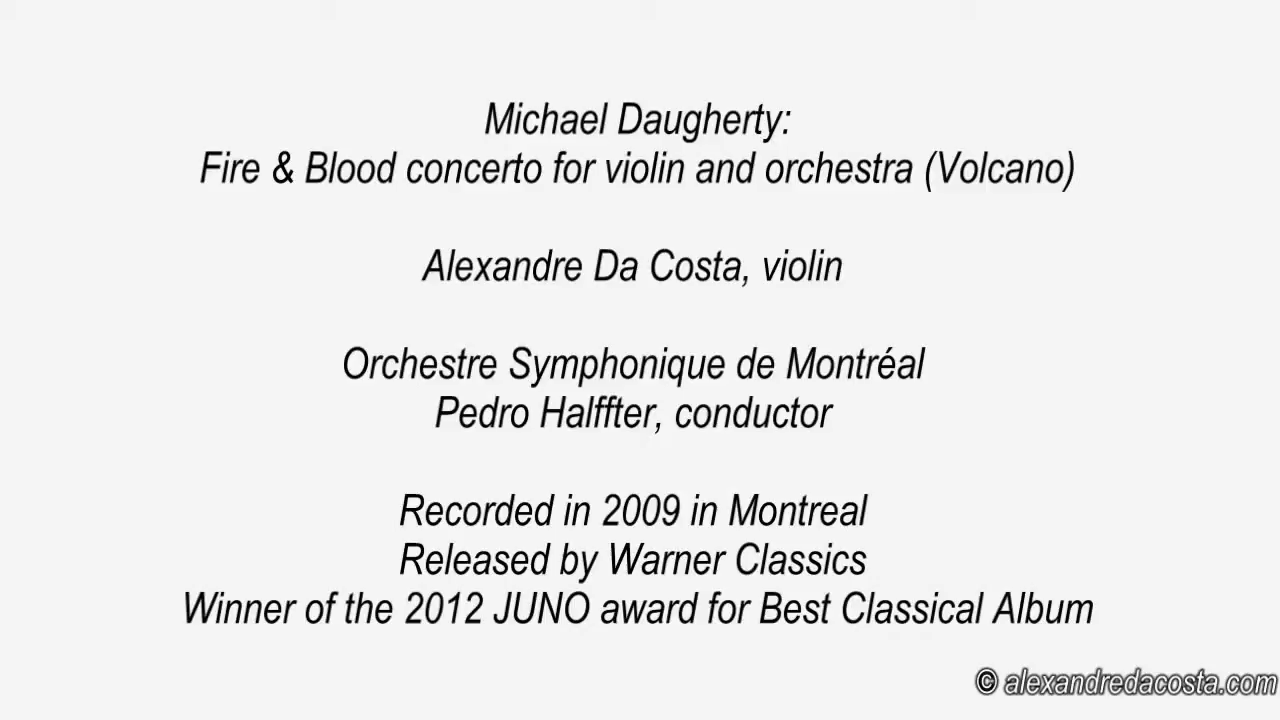 Michael Daugherty:
Fire & Blood concerto for violin and orchestra (Volcano)
Alexandre Da Costa, violin
Orchestre Symphonique de Montréal
Pedro Halffter, conductor
Recorded in 2009 in Montreal
Released by Warner Classics
Winner of the 2012 JUNO award for Best Classical Album
© alexandredacosta.com